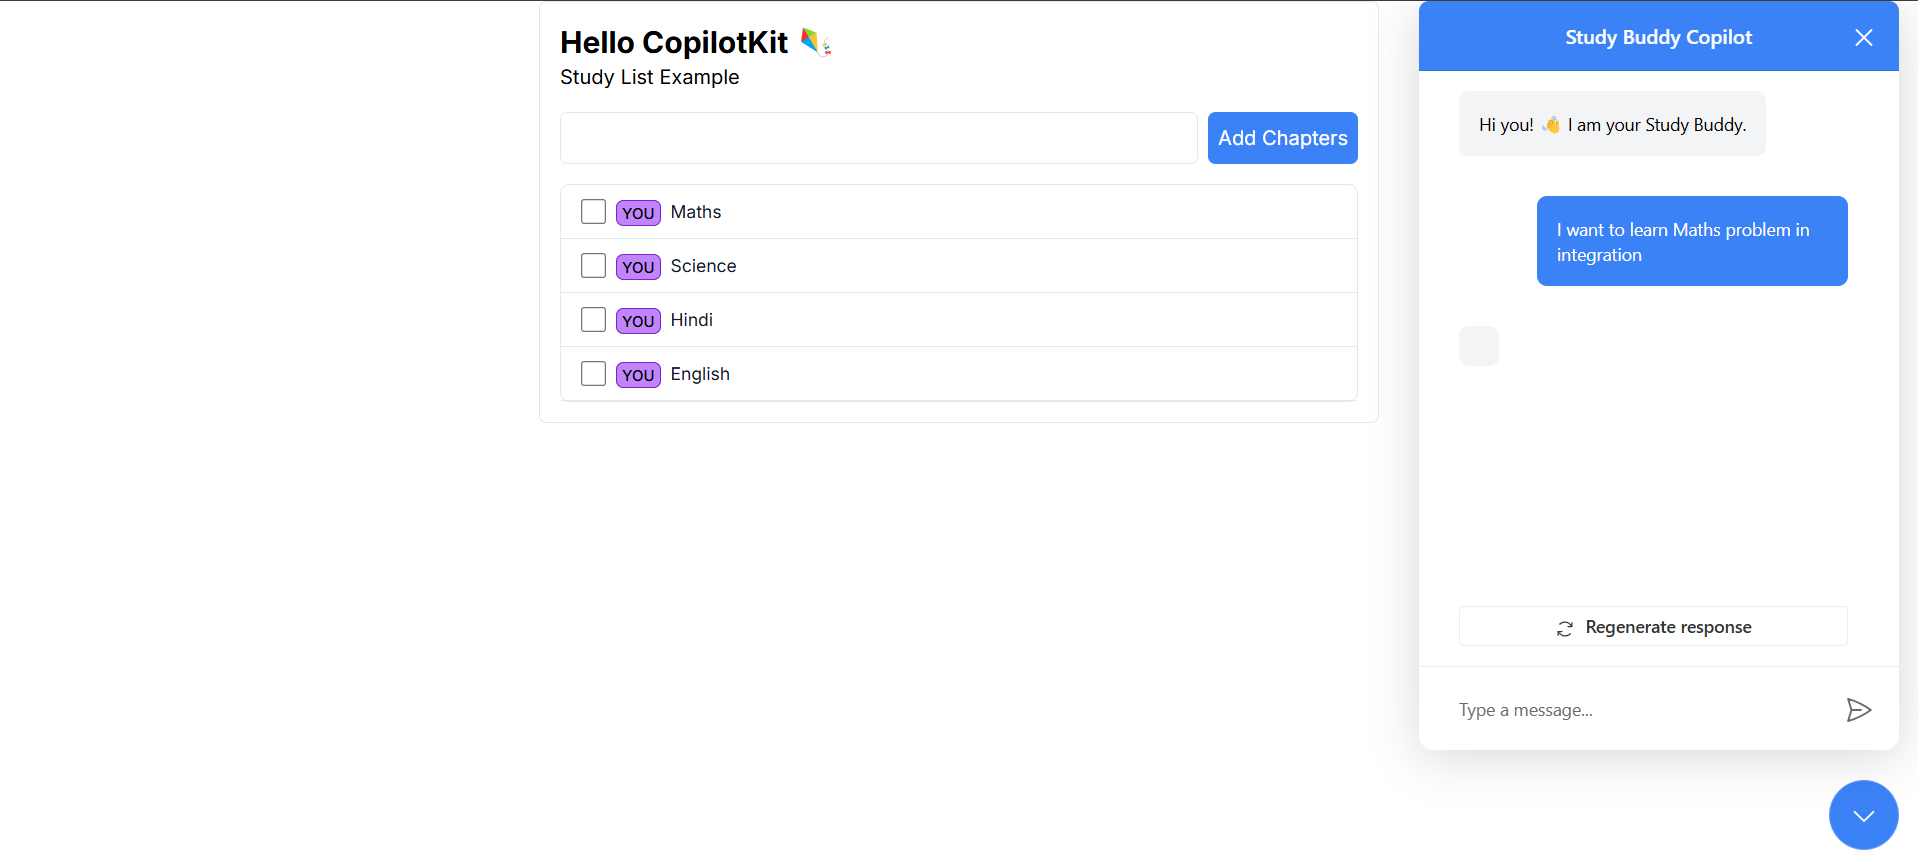 Hello CopilotKit
Study List Example
Add Chapters
YOU Maths
YOU Science
YOU Hindi
YOU English
Study Buddy Copilot
Hi you! 👋 I am your Study Buddy.
I want to learn Maths problem in
integration
Regenerate response
Type a message...